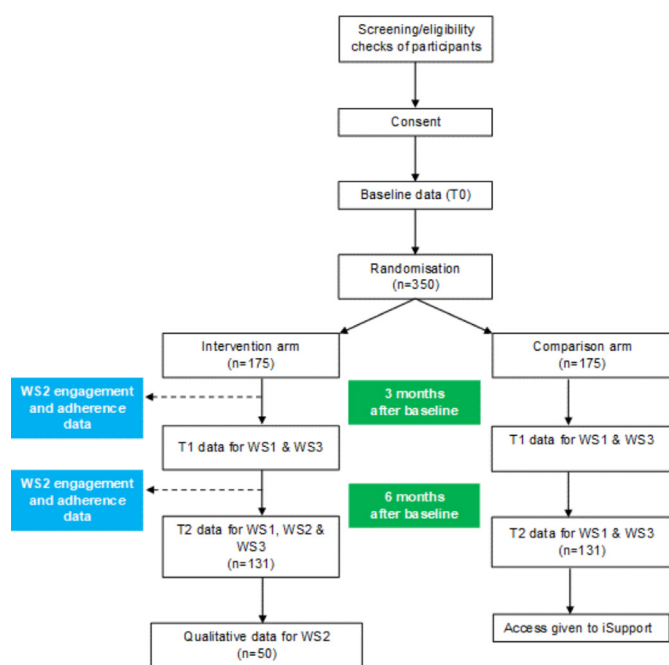 Screening/eligibility
checks of participants
Consent
Baseline data (T0)
Randomisation
(n=350)
Intervention arm
(n=175)
Comparison arm
(n=175)
WS2 engagement
and adherence
data
3 months
after baseline
T1 data for WS1 & WS3
T1 data for WS1 & WS3
WS2 engagement
and adherence
data
6 months
after baseline
T2 data for WS1, WS2 &
WS3
(n=131)
T2 data for WS1 & WS3
(n=131)
Qualitative data for WS2
(n=50)
Access given to iSupport